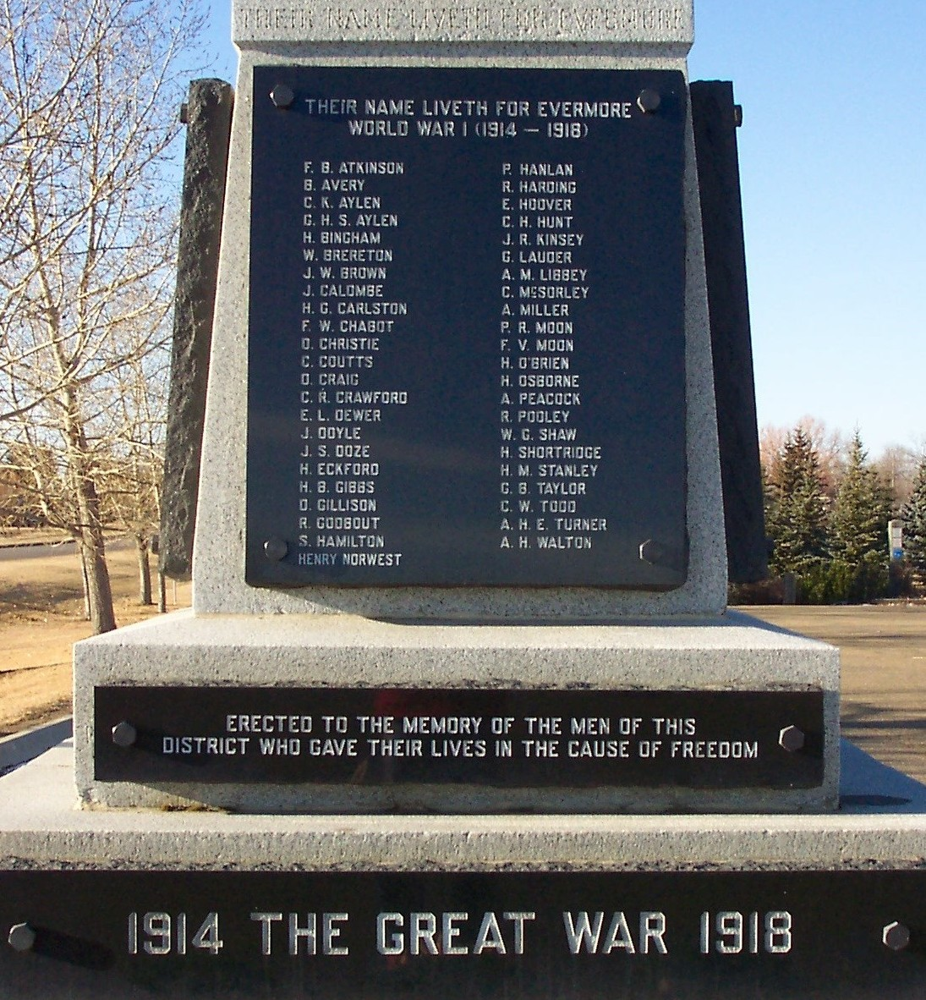 THEIR NAME LIVETH FOR EVERMORE
THEIR NAME LIVETH FOR EVERMORE
WORLD WAR I (1914 — 1918)
F. B. ATKINSON
B. AVERY
C. K. AYLEN
G. H. S. AYLEN
H. BINGHAM
W. BRERETON
J. W. BROWN
J. CALOMBE
H. G. CARLSTON
F. W. CHABOT
D. CHRISTIE
C. COUTTS
D. CRAIG
C. R. CRAWFORD
E. L. DEWER
J. DOYLE
J. S. DOZE
H. ECKFORD
H. B. GIBBS
D. GILLISON
R. GODBOUT
S. HAMILTON
HENRY NORWEST
P. HANLAN
R. HARDING
E. HOOVER
C. H. HUNT
J. R. KINSEY
G. LAUDER
A. M. LIBBEY
C. McSORLEY
A. MILLER
P. R. MOON
F. V. MOON
H. O'BRIEN
H. OSBORNE
A. PEACOCK
R. POOLEY
W. G. SHAW
H. SHORTRIDGE
H. M. STANLEY
G. B. TAYLOR
C. W. TODD
A. H. E. TURNER
A. H. WALTON
ERECTED TO THE MEMORY OF THE MEN OF THIS
DISTRICT WHO GAVE THEIR LIVES IN THE CAUSE OF FREEDOM
1914 THE GREAT WAR 1918